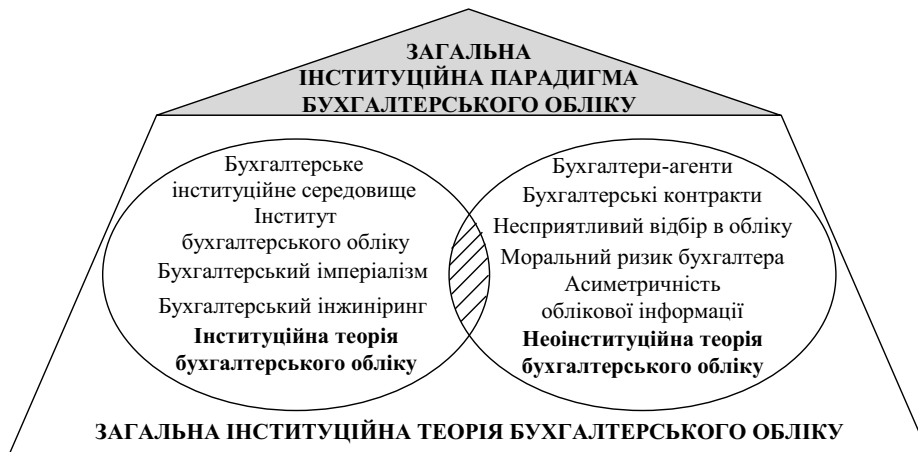 ЗАГАЛЬНА
ІНСТИТУЦІЙНА ПАРАДИГМА
БУХГАЛТЕРСЬКОГО ОБЛІКУ
Бухгалтерське
інституційне середовище
Інститут
бухгалтерського обліку
Бухгалтерський імперіалізм
Бухгалтерський інжиніринг
Інституційна теорія
бухгалтерського обліку
Бухгалтери-агенти
Бухгалтерські контракти
Несприятливий відбір в обліку
Моральний ризик бухгалтера
Асиметричність
облікової інформації
Неоінституційна теорія
бухгалтерського обліку
ЗАГАЛЬНА ІНСТИТУЦІЙНА ТЕОРІЯ БУХГАЛТЕРСЬКОГО ОБЛІКУ